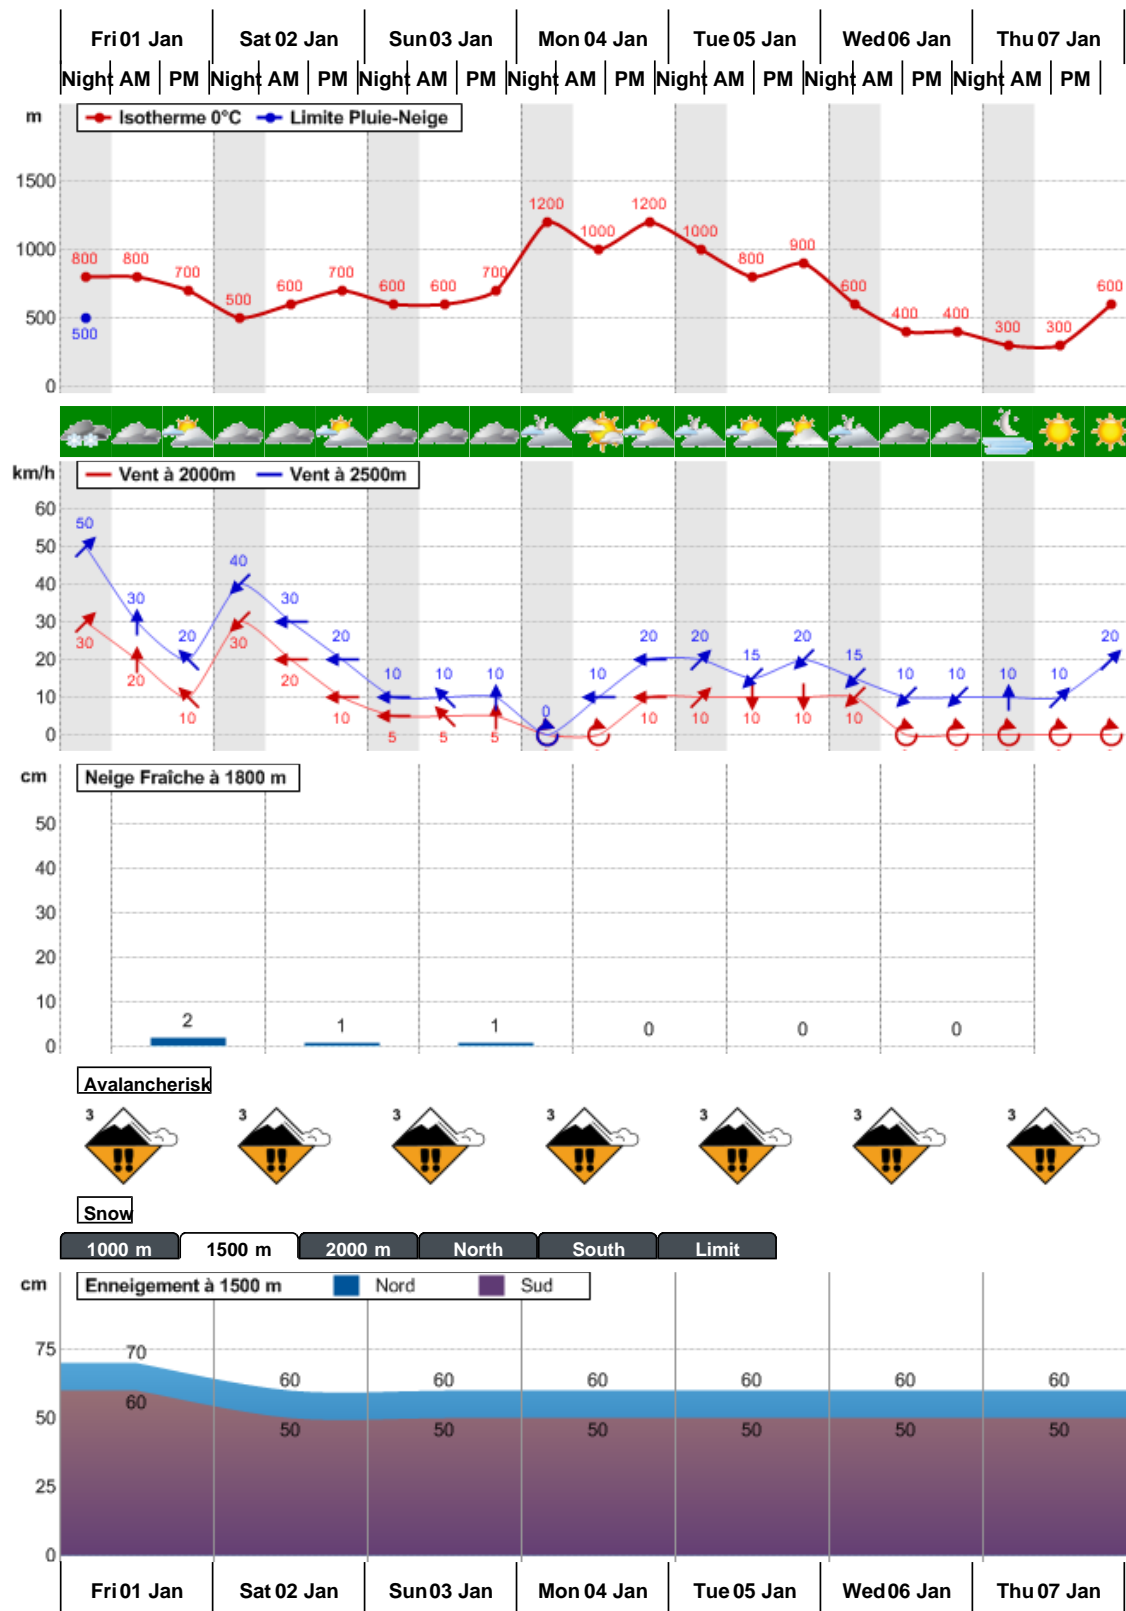 Fri 01 Jan Sat 02 Jan Sun 03 Jan Mon 04 Jan Tue 05 Jan Wed 06 Jan Thu 07 Jan
Night AM PM Night AM PM Night AM PM Night AM PM Night AM PM Night AM PM Night AM PM
m Isotherme 0°C Limite Pluie-Neige
1500
1200 1200
1000 1000 1000
800 800 700 700 700 800 900
500 600 600 600 600 400 400 300 300 600
500 500
0
km/h Vent à 2000m Vent à 2500m
60
50 50
40 40
30 30 30
20 20 20 20 20 20 15 20 15 20
30 20 10 30 20 10 10 10 10 10 10 10 10 10
10 10 10 10 10 10
0 5 5 5 0
cm Neige Fraîche à 1800 m
50
40
30
20
10
0 2 1 1 0 0 0
Avalancherisk
3 3 3 3 3 3 3
Snow
1000 m 1500 m 2000 m North South Limit
cm Enneigement à 1500 m Nord Sud
75 70
60 60 60 60 60 60
60
50 50 50 50 50 50 50
25
0
Fri 01 Jan Sat 02 Jan Sun 03 Jan Mon 04 Jan Tue 05 Jan Wed 06 Jan Thu 07 Jan